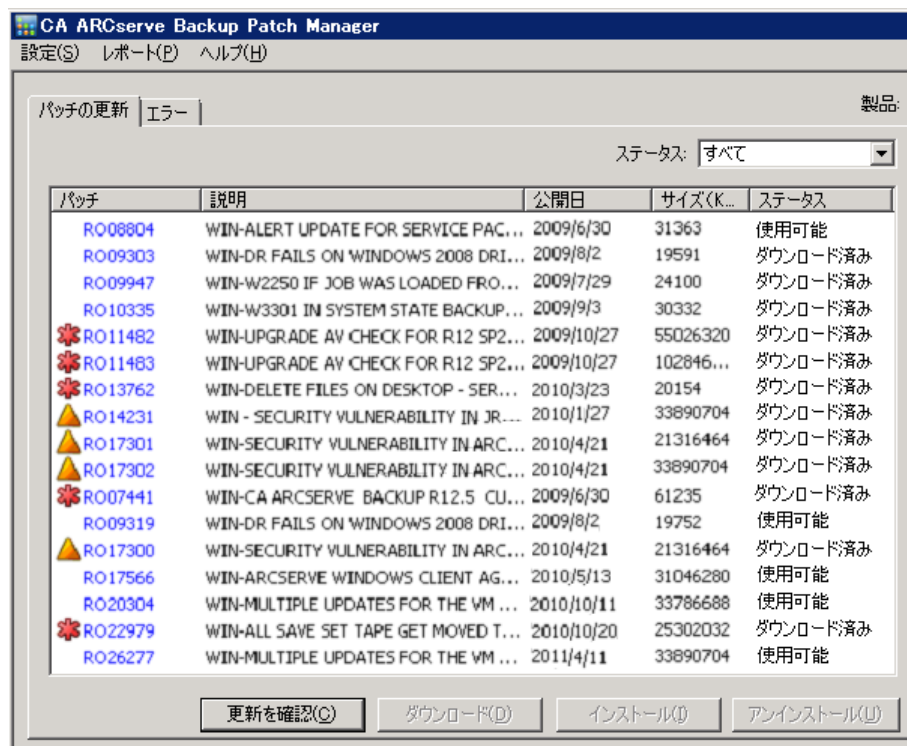 CA ARCserve Backup Patch Manager
設定(S) レポート(P) ヘルプ(H)
パッチの更新 エラー 製品:
ステータス: すべて
パッチ 説明 公開日 サイズ(K... ステータス
RO08804 WIN-ALERT UPDATE FOR SERVICE PAC... 2009/6/30 31363 使用可能
RO09303 WIN-DR FAILS ON WINDOWS 2008 DRI... 2009/8/2 19591 ダウンロード済み
RO09947 WIN-W2250 IF JOB WAS LOADED FRO... 2009/7/29 24100 ダウンロード済み
RO10335 WIN-W3301 IN SYSTEM STATE BACKUP... 2009/9/3 30332 ダウンロード済み
RO11482 WIN-UPGRADE AV CHECK FOR R12 SP2... 2009/10/27 55026320 ダウンロード済み
RO11483 WIN-UPGRADE AV CHECK FOR R12 SP2... 2009/10/27 102846... ダウンロード済み
RO13762 WIN-DELETE FILES ON DESKTOP - SER... 2010/3/23 20154 ダウンロード済み
RO14231 WIN - SECURITY VULNERABILITY IN JR... 2010/1/27 33890704 ダウンロード済み
RO17301 WIN-SECURITY VULNERABILITY IN ARC... 2010/4/21 21316464 ダウンロード済み
RO17302 WIN-SECURITY VULNERABILITY IN ARC... 2010/4/21 33890704 ダウンロード済み
RO07441 WIN-CA ARCSERVE BACKUP R12.5 CU... 2009/6/30 61235 ダウンロード済み
RO09319 WIN-DR FAILS ON WINDOWS 2008 DRI... 2009/8/2 19752 使用可能
RO17300 WIN-SECURITY VULNERABILITY IN ARC... 2010/4/21 21316464 ダウンロード済み
RO17566 WIN-ARCSERVE WINDOWS CLIENT AG... 2010/5/13 31046280 使用可能
RO20304 WIN-MULTIPLE UPDATES FOR THE VM ... 2010/10/11 33786688 使用可能
RO22979 WIN-ALL SAVE SET TAPE GET MOVED T... 2010/10/20 25302032 ダウンロード済み
RO26277 WIN-MULTIPLE UPDATES FOR THE VM ... 2011/4/11 33890704 使用可能
更新を確認(C) ダウンロード(D) インストール(I) アンインストール(U)